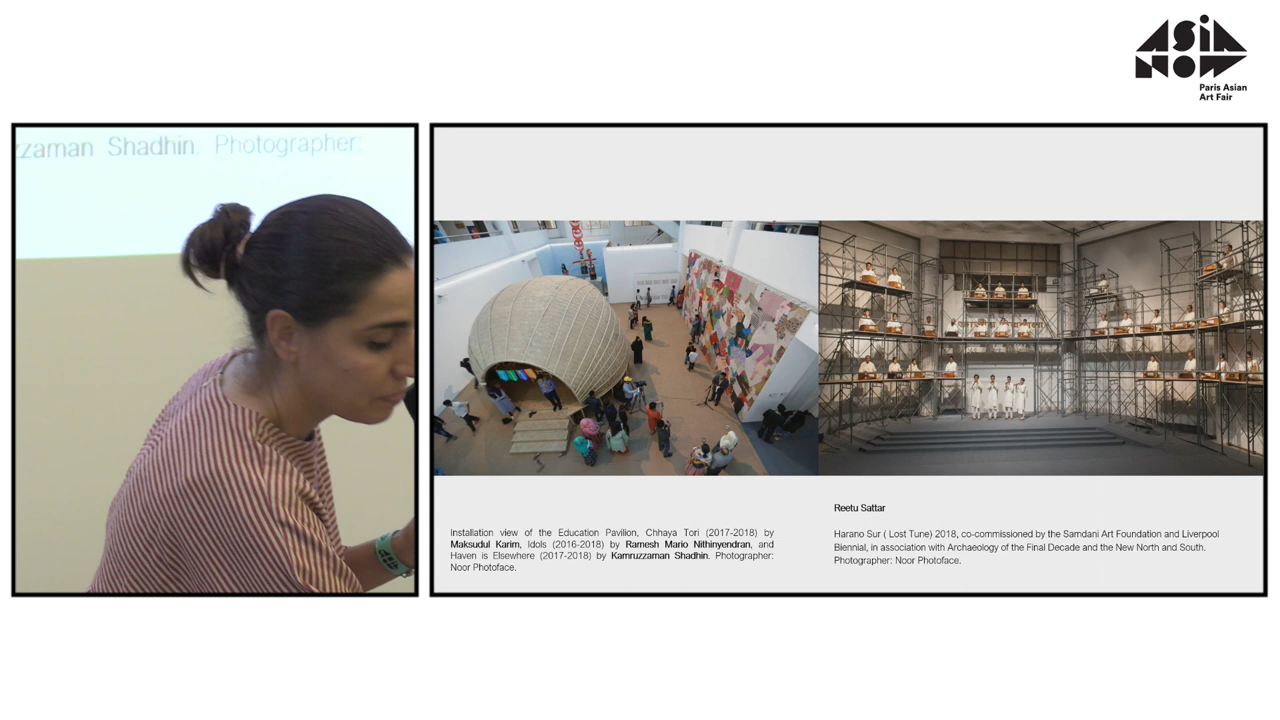 ASIA
NOW
Paris Asian
Art Fair
zzaman Shadhin. Photographer:
Reetu Sattar
Installation view of the Education Pavilion, Chhaya Tori (2017-2018) by
Maksudul Karim, Idols (2016-2018) by Ramesh Mario Nithinyendran, and
Haven is Elsewhere (2017-2018) by Kamruzzaman Shadhin. Photographer:
Noor Photoface.
Harano Sur ( Lost Tune) 2018, co-commissioned by the Samdani Art Foundation and Liverpool
Biennial, in association with Archaeology of the Final Decade and the New North and South.
Photographer: Noor Photoface.